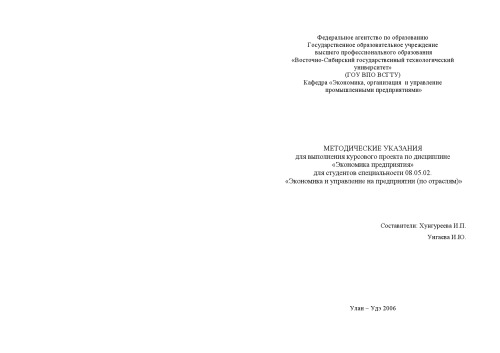 Федеральное агентство по образованию
Государственное образовательное учреждение
высшего профессионального образования
«Восточно-Сибирский государственный технологический
университет»
(ГОУ ВПО ВСГТУ)
Кафедра «Экономика, организация и управление
промышленными предприятиями»
МЕТОДИЧЕСКИЕ УКАЗАНИЯ
для выполнения курсового проекта по дисциплине
«Экономика предприятия»
для студентов специальности 08.05.02.
«Экономика и управление на предприятии (по отраслям)»
Составители: Хунгуреева И.П.
Унгаева И.Ю.
Улан – Удэ 2006